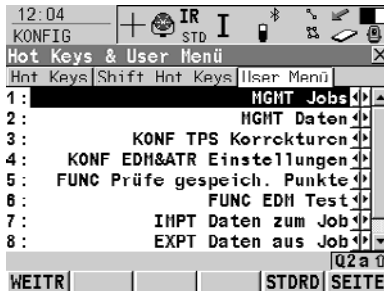 12:04
KONFIG
IR
STD
I
Hot Keys & User Menü
Hot Keys Shift Hot Keys User Menü
1: MGMT Jobs
2: MGMT Daten
3: KONF TPS Korrekturen
4: KONF EDM&ATR Einstellungen
5: FUNC Prüfe gespeich. Punkte
6: FUNC EDM Test
7: IMPT Daten zum Job
8: EXPT Daten aus Job
Q2a
WEITR STDRD SEITE